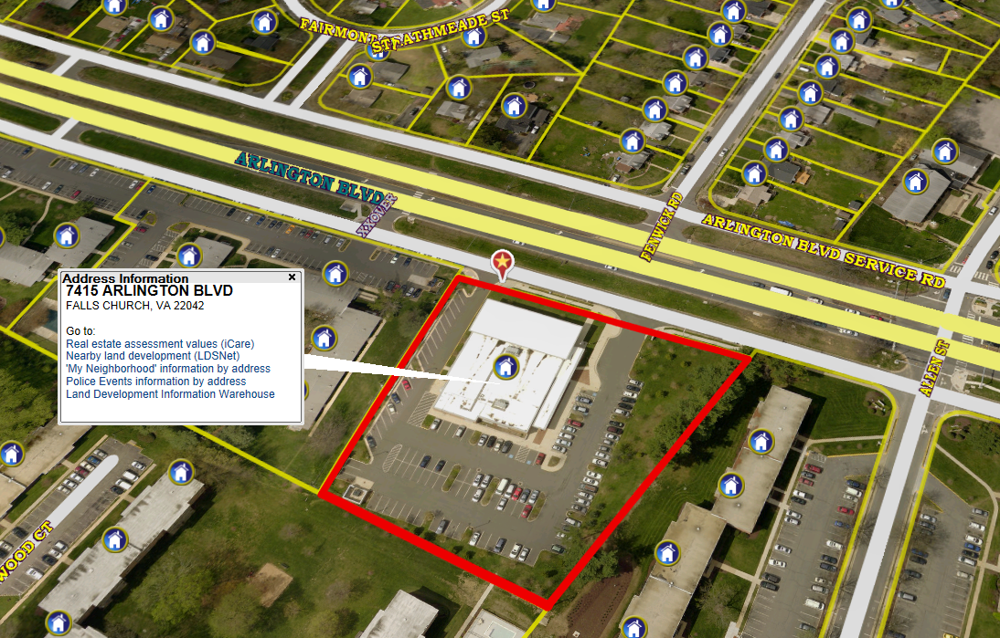 FAIRMONT
STRATHMEADE ST
ARLINGTON BLVD
XXOVER
FENWICK RD
ARLINGTON BLVD SERVICE RD
Address Information
7415 ARLINGTON BLVD
FALLS CHURCH, VA 22042
Go to:
Real estate assessment values (iCare)
Nearby land development (LDSNet)
'My Neighborhood' information by address
Police Events information by address
Land Development Information Warehouse
ALLEN ST
WOOD CT